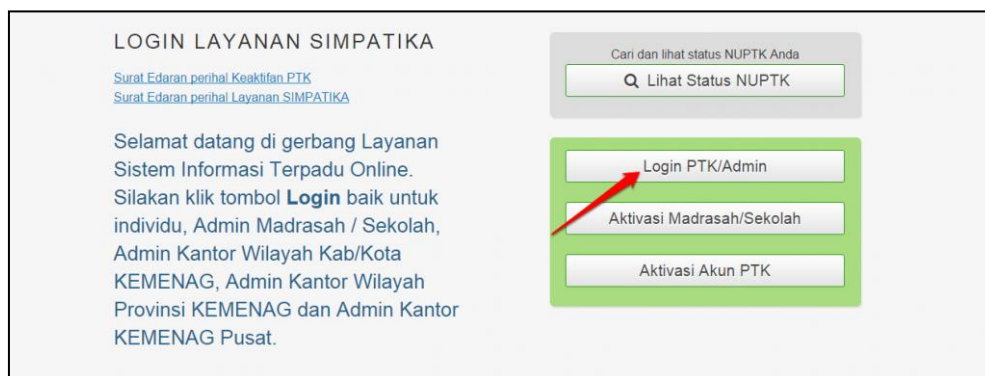 LOGIN LAYANAN SIMPATIKA
Surat Edaran perihal Keaktifan PTK
Surat Edaran perihal Layanan SIMPATIKA
Selamat datang di gerbang Layanan
Sistem Informasi Terpadu Online.
Silakan klik tombol Login baik untuk
individu, Admin Madrasah / Sekolah,
Admin Kantor Wilayah Kab/Kota
KEMENAG, Admin Kantor Wilayah
Provinsi KEMENAG dan Admin Kantor
KEMENAG Pusat.
Cari dan lihat status NUPTK Anda
Lihat Status NUPTK
Login PTK/Admin
Aktivasi Madrasah/Sekolah
Aktivasi Akun PTK